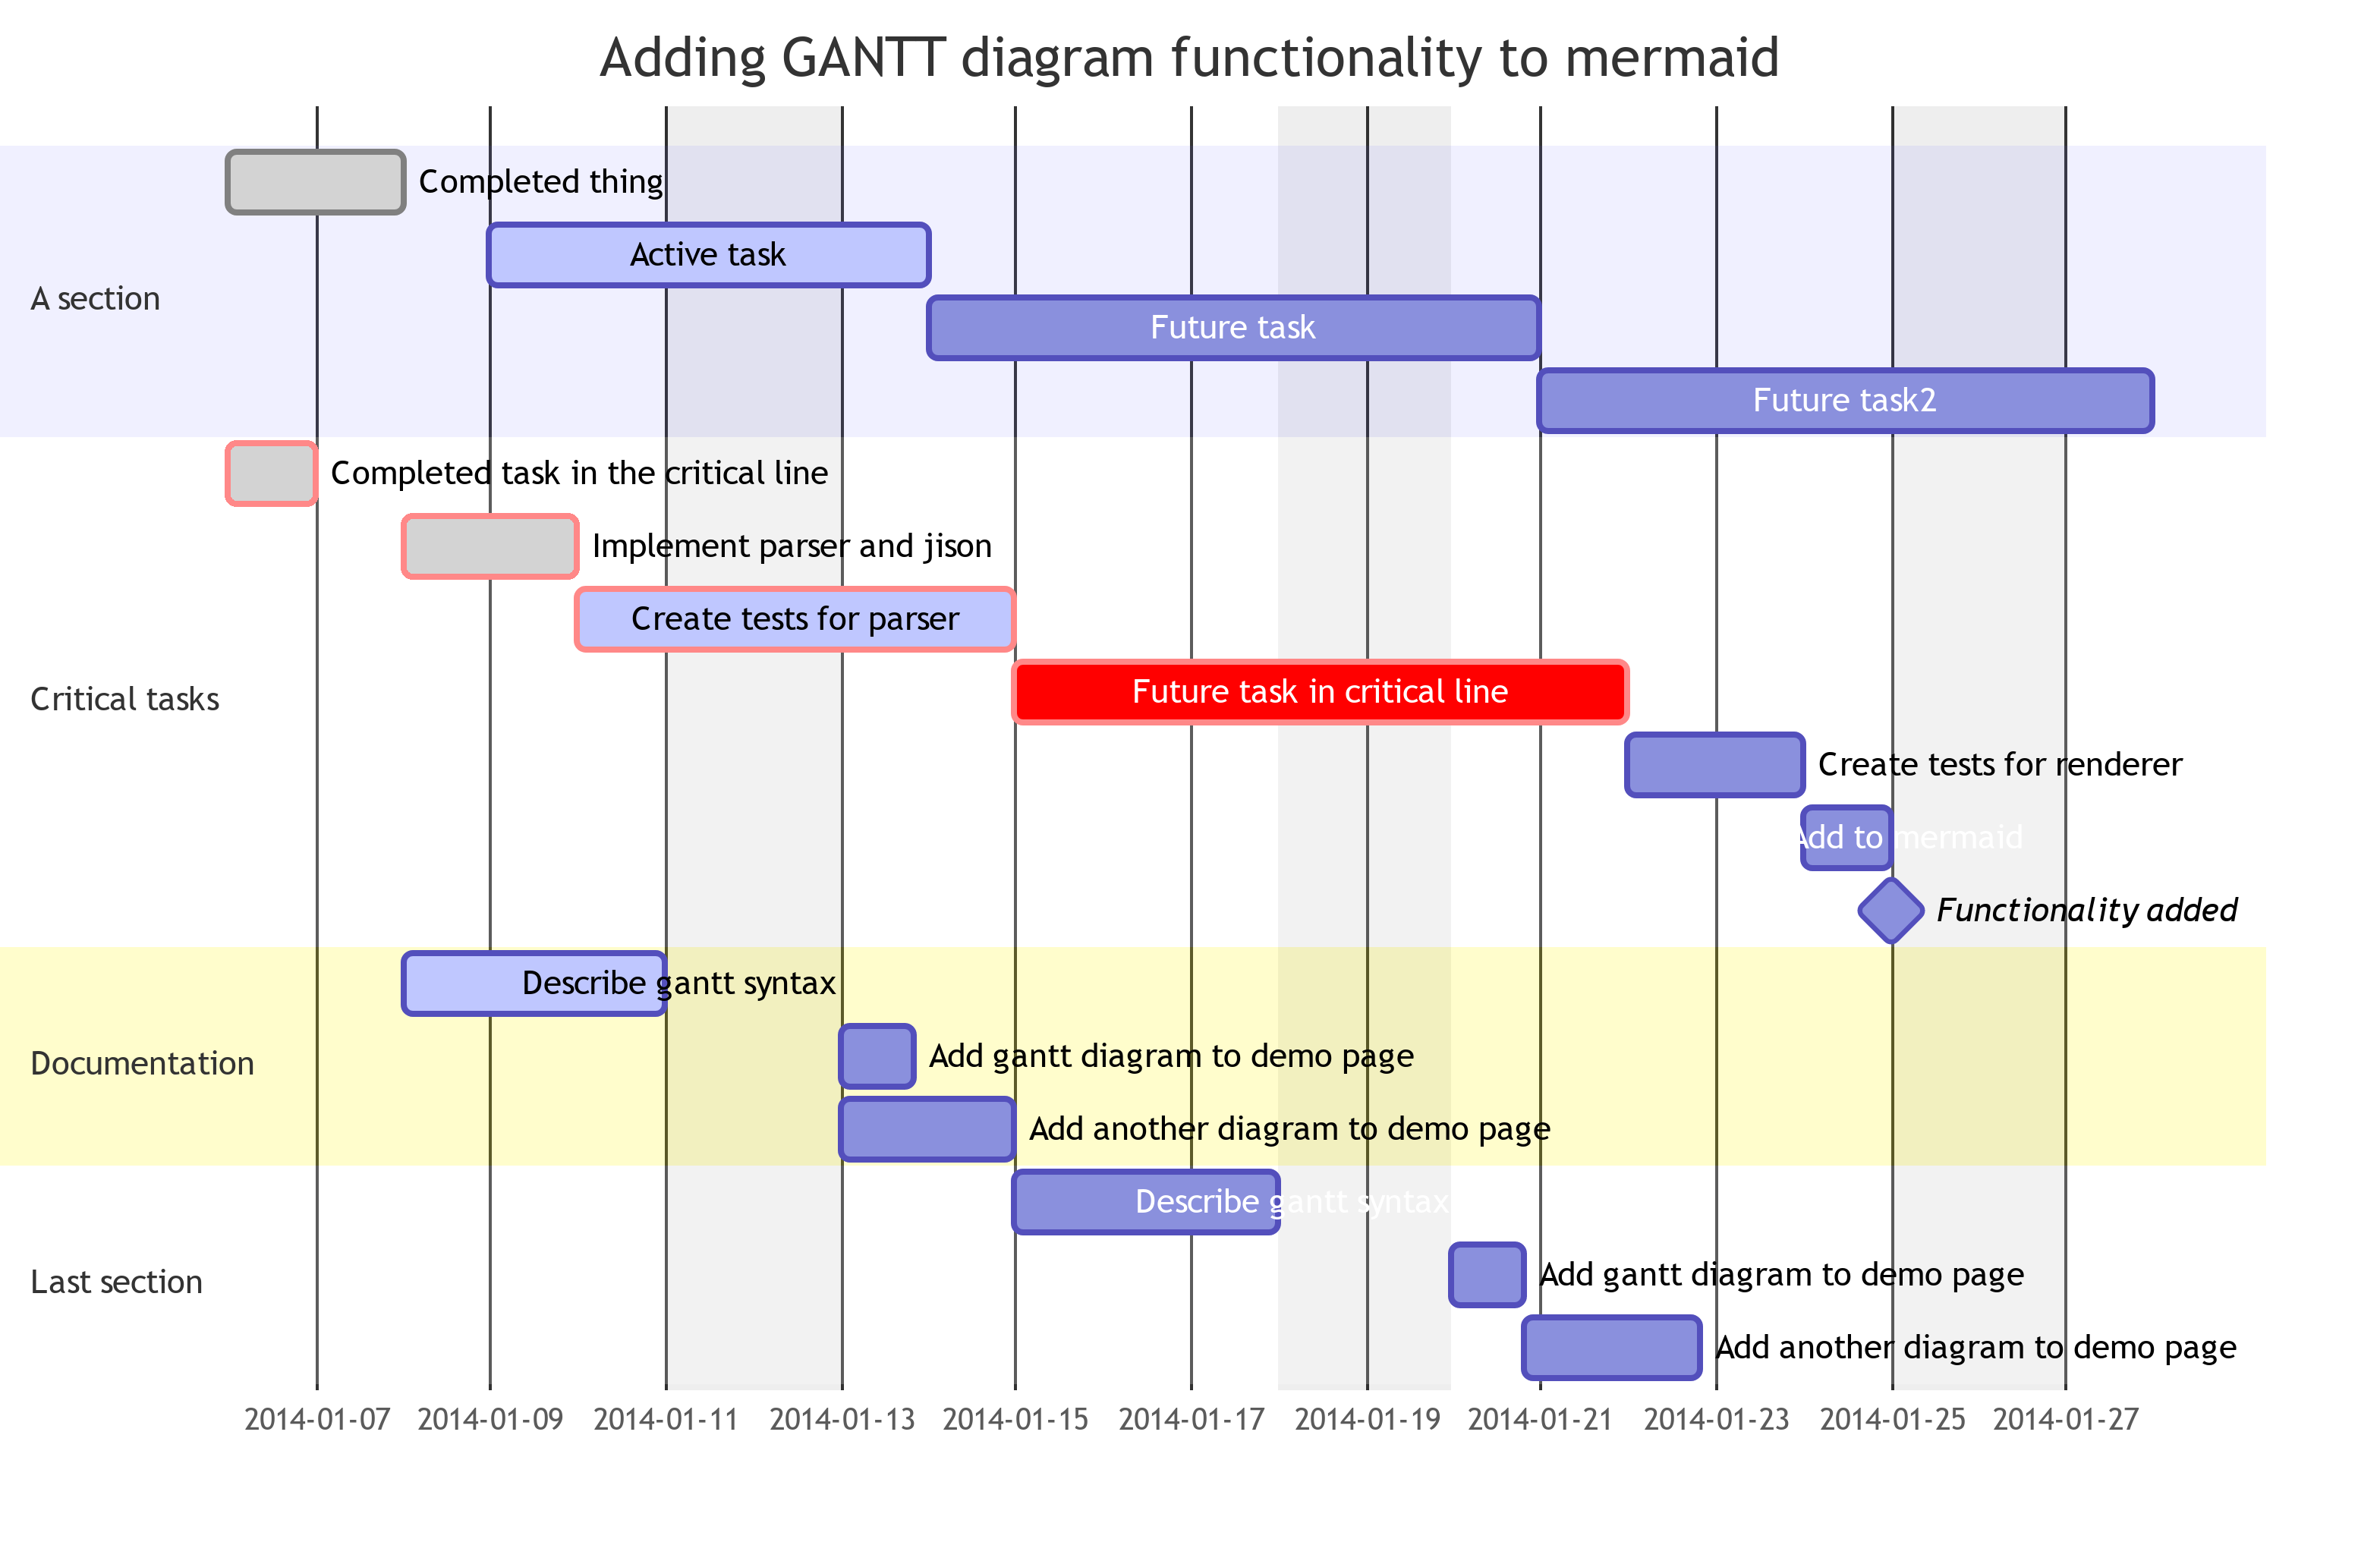 Adding GANTT diagram functionality to mermaid
Completed thing
Active task
A section
Future task
Future task2
Completed task in the critical line
Implement parser and jison
Create tests for parser
Future task in critical line
Critical tasks
Create tests for renderer
Add to mermaid
Functionality added
Describe gantt syntax
Add gantt diagram to demo page
Documentation
Add another diagram to demo page
Describe gantt syntax
Add gantt diagram to demo page
Last section
Add another diagram to demo page
2014-01-07 2014-01-09 2014-01-11 2014-01-13 2014-01-15 2014-01-17 2014-01-19 2014-01-21 2014-01-23 2014-01-25 2014-01-27